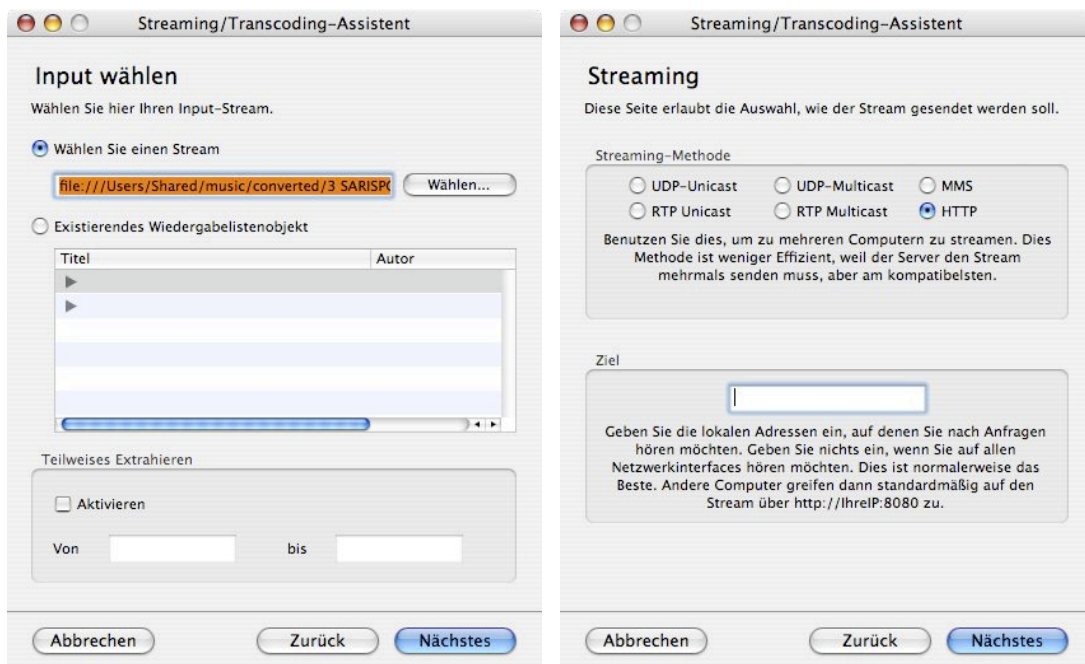 Streaming/Transcoding-Assistent
Input wählen
Wählen Sie hier Ihren Input-Stream.
Wählen Sie einen Stream
file:///Users/Shared/music/converted/3 SARISPO
Wählen...
Existierendes Wiedergabelistenobjekt
Titel Autor
Teilweises Extrahieren
Aktivieren
Von bis
Abbrechen Zurück Nächstes
Streaming/Transcoding-Assistent
Streaming
Diese Seite erlaubt die Auswahl, wie der Stream gesendet werden soll.
Streaming-Methode
UDP-Unicast UDP-Multicast MMS
RTP Unicast RTP Multicast HTTP
Benutzen Sie dies, um zu mehreren Computern zu streamen. Dies
Methode ist weniger Effizient, weil der Server den Stream
mehrmals senden muss, aber am kompatibelsten.
Ziel
Geben Sie die lokalen Adressen ein, auf denen Sie nach Anfragen
hören möchten. Geben Sie nichts ein, wenn Sie auf allen
Netzwerkinterfaces hören möchten. Dies ist normalerweise das
Beste. Andere Computer greifen dann standardmäßig auf den
Stream über http://IhreIP:8080 zu.
Abbrechen Zurück Nächstes